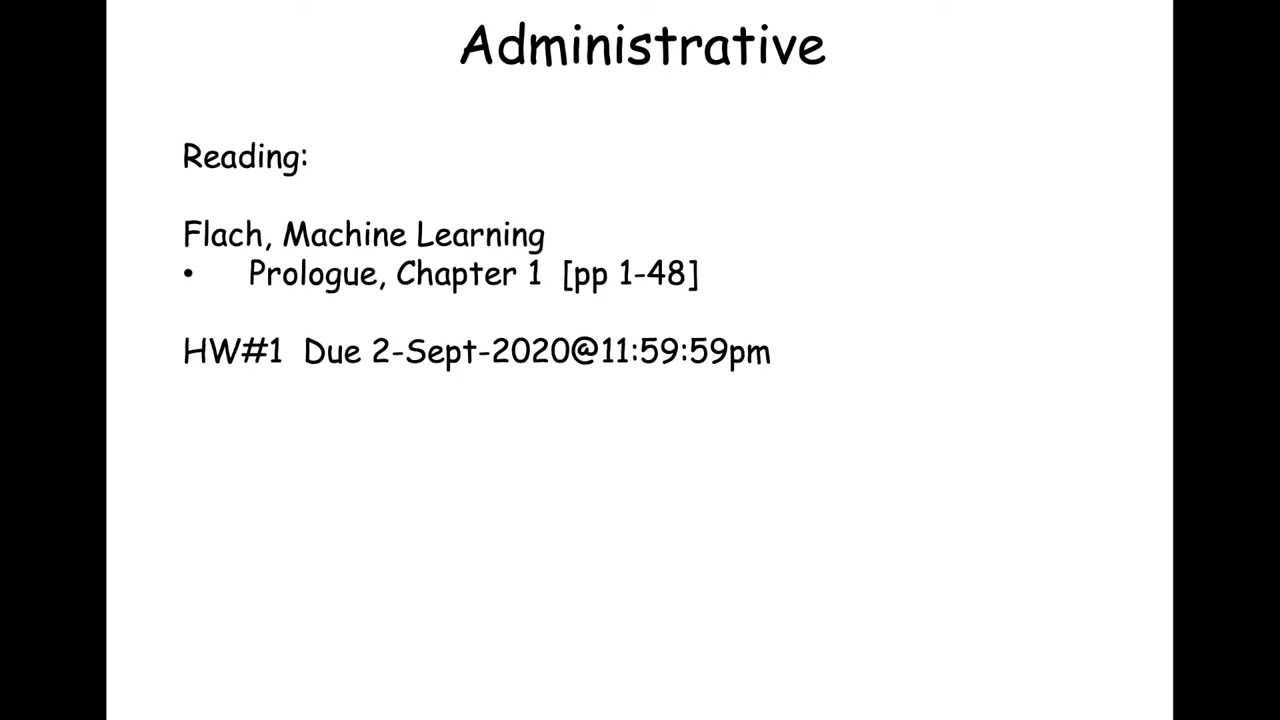 Administrative
Reading:
Flach, Machine Learning
• Prologue, Chapter 1 [pp 1-48]
HW#1 Due 2-Sept-2020@11:59:59pm